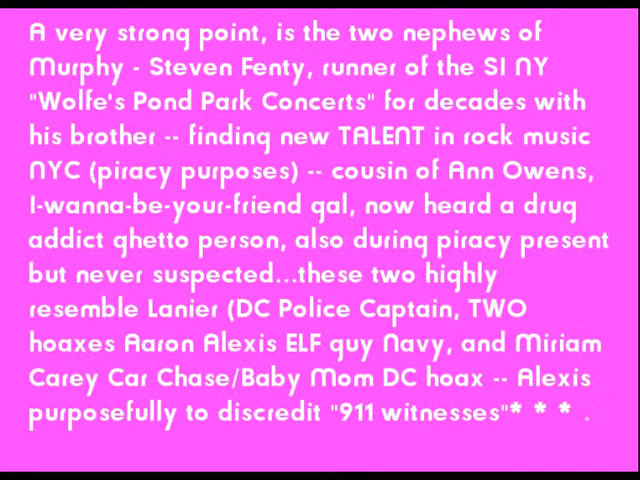 A very strong point, is the two nephews of
Murphy - Steven Fenty, runner of the SI NY
"Wolfe's Pond Park Concerts" for decades with
his brother -- finding new TALENT in rock music
NYC (piracy purposes) -- cousin of Ann Owens,
I-wanna-be-your-friend gal, now heard a drug
addict ghetto person, also during piracy present
but never suspected...these two highly
resemble Lanier (DC Police Captain, TWO
hoaxes Aaron Alexis ELF guy Navy, and Miriam
Carey Car Chase/Baby Mom DC hoax -- Alexis
purposefully to discredit "911 witnesses"* * * .